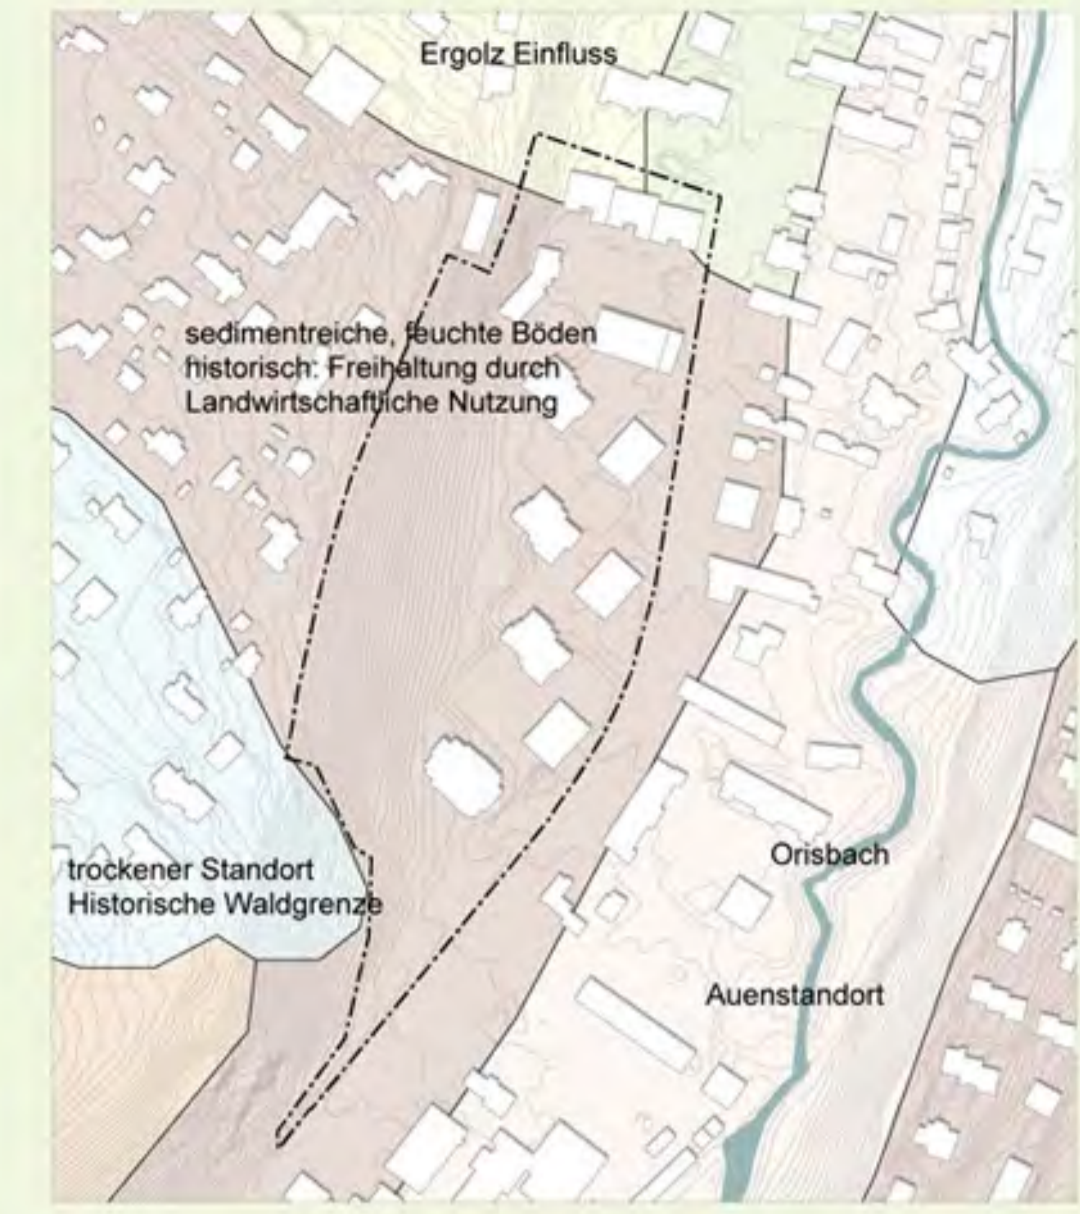 Ergolz Einfluss
sedimentreiche, feuchte Böden
historisch: Freihaltung durch
Landwirtschaftliche Nutzung
trockener Standort
Historische Waldgrenze
Orisbach
Auenstandort